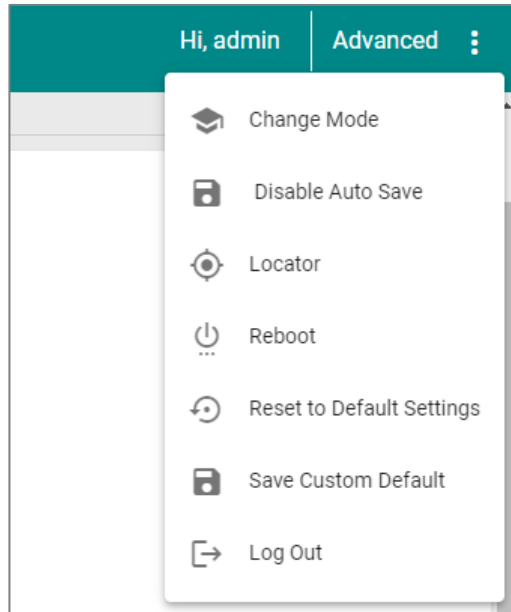 Hi, admin
Advanced
Change Mode
Disable Auto Save
Locator
Reboot
Reset to Default Settings
Save Custom Default
Log Out